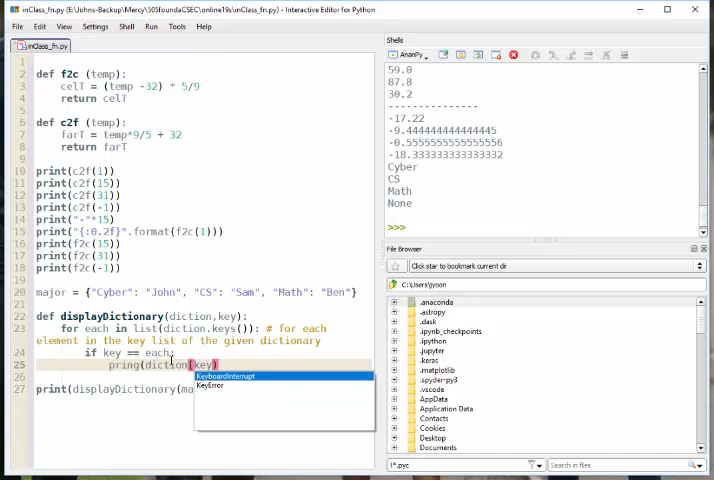 inClass_fn.py (E:\Johns-Backup\Mercy\505foundaCSEC\online19s\inClass_fn.py) - Interactive Editor for Python
File Edit View Settings Shell Run Tools Help
inClass_fn.py
1
2 def f2c (temp):
3 celT = (temp -32) * 5/9
4 return celT
5
6 def c2f (temp):
7 farT = temp*9/5 + 32
8 return farT
9
10 print(c2f(1))
11 print(c2f(15))
12 print(c2f(31))
13 print(c2f(-1))
14 print("-"*15)
15 print("{:0.2f}".format(f2c(1)))
16 print(f2c(15))
17 print(f2c(31))
18 print(f2c(-1))
19
20 major = {"Cyber": "John", "CS": "Sam", "Math": "Ben"}
21
22 def displayDictionary(diction,key):
23 for each in list(diction.keys()): # for each
element in the key list of the given dictionary
24 if key == each:
25 pring(diction[key)
26
27 print(displayDictionary(ma
KeyboardInterrupt
KeyError
Shells
AnanPy
59.0
87.8
30.2
---------------
-17.22
-9.444444444444445
-0.5555555555555556
-18.333333333333332
Cyber
CS
Math
None
>>>
File Browser
Click star to bookmark current dir
C:\Users\gyoon
.anaconda
.astropy
.dask
.ipynb_checkpoints
.ipython
.jupyter
.keras
.matplotlib
.spyder-py3
.vscode
AppData
Application Data
Contacts
Cookies
Desktop
Documents
!*.pyc
Search in files